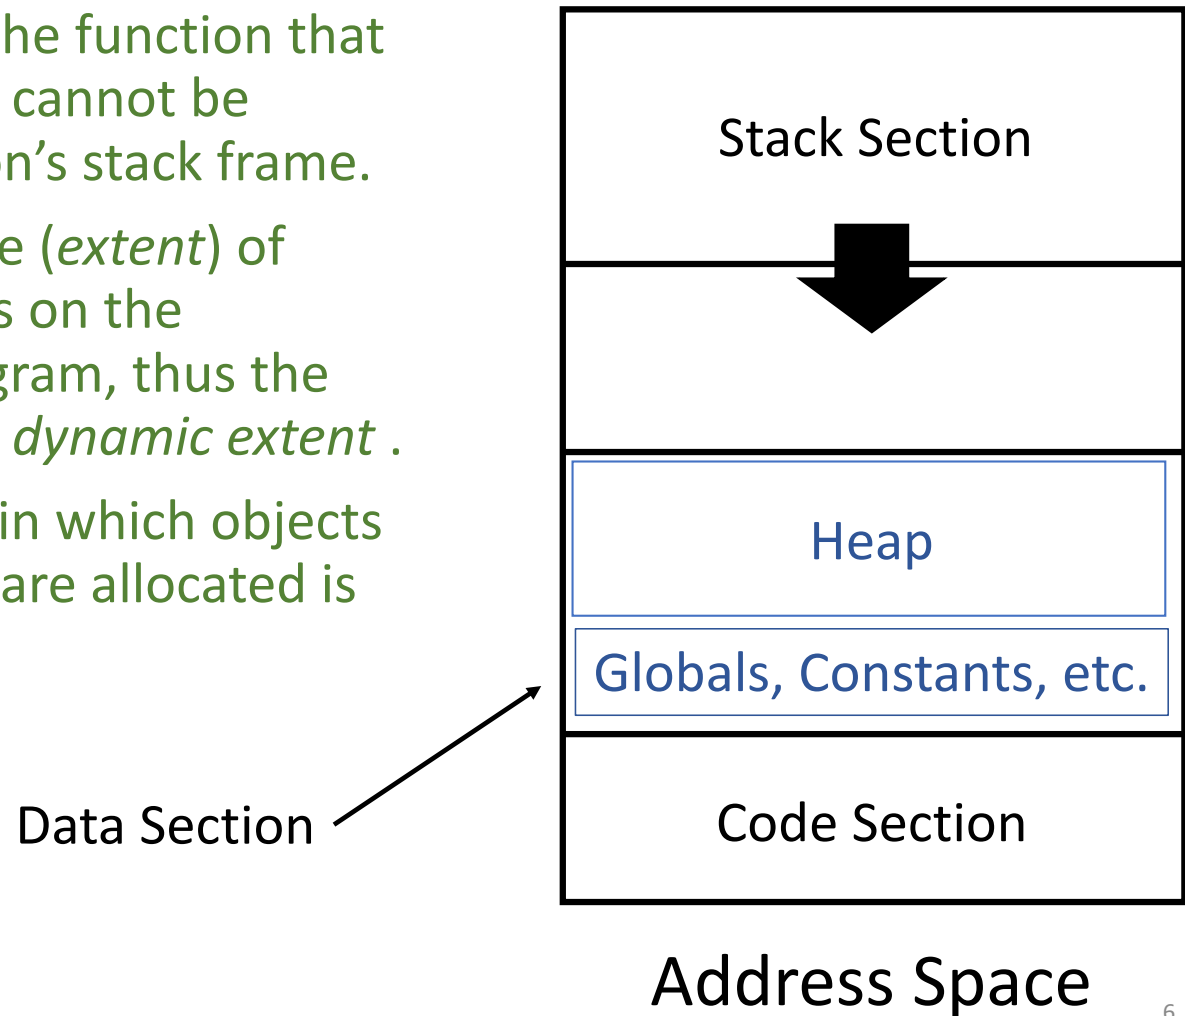 he function that
cannot be
on's stack frame.
e (extent) of
s on the
gram, thus the
dynamic extent .
in which objects
are allocated is
Data Section
Stack Section
Heap
Globals, Constants, etc.
Code Section
Address Space
6